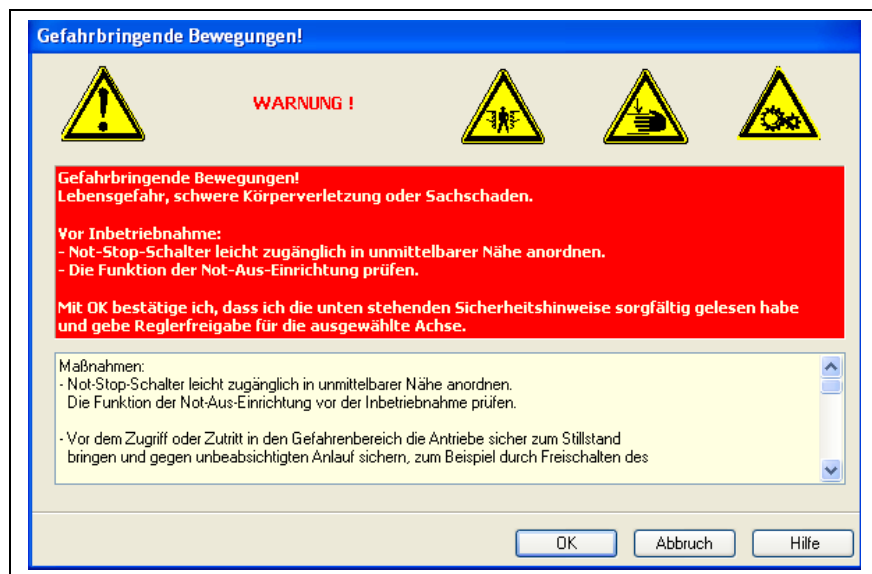 Gefahrbringende Bewegungen!
WARNUNG !
Gefahrbringende Bewegungen!
Lebensgefahr, schwere Körperverletzung oder Sachschaden.
Vor Inbetriebnahme:
- Not-Stop-Schalter leicht zugänglich in unmittelbarer Nähe anordnen.
- Die Funktion der Not-Aus-Einrichtung prüfen.
Mit OK bestätige ich, dass ich die unten stehenden Sicherheitshinweise sorgfältig gelesen habe
und gebe Reglerfreigabe für die ausgewählte Achse.
Maßnahmen:
- Not-Stop-Schalter leicht zugänglich in unmittelbarer Nähe anordnen.
Die Funktion der Not-Aus-Einrichtung vor der Inbetriebnahme prüfen.
- Vor dem Zugriff oder Zutritt in den Gefahrenbereich die Antriebe sicher zum Stillstand
bringen und gegen unbeabsichtigten Anlauf sichern, zum Beispiel durch Freischalten des
OK
Abbruch
Hilfe